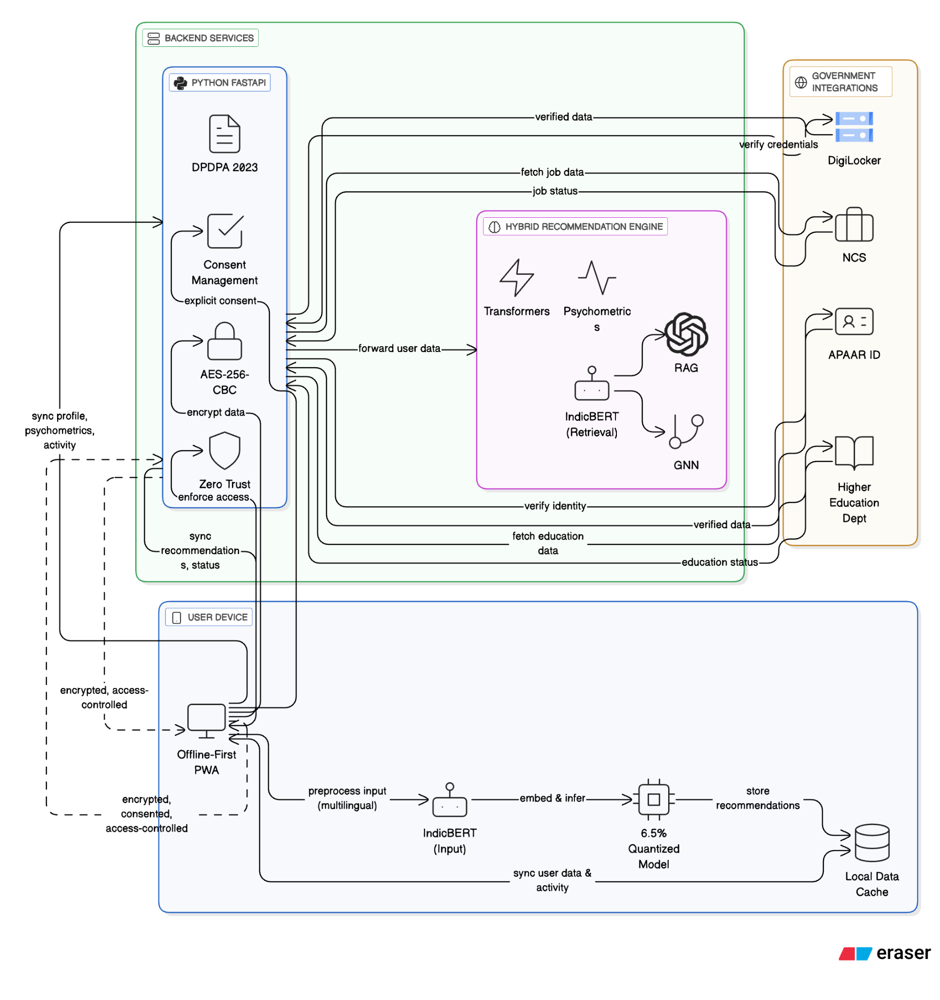 BACKEND SERVICES
PYTHON FASTAPI
GOVERNMENT
INTEGRATIONS
DPDPA 2023
verified data
verify credentials
DigiLocker
fetch job data
job status
HYBRID RECOMMENDATION ENGINE
NCS
Consent
Management
explicit consent
Transformers
Psychometric
s
AES-256-
CBC
forward user data
RAG
APAAR ID
encrypt data
IndicBERT
(Retrieval)
GNN
sync profile,
psychometrics,
activity
Zero Trust
enforce access
Higher
Education
Dept
verify identity
verified data
fetch education
data
education status
sync
recommendation
s, status
USER DEVICE
encrypted, access-
controlled
Offline-First
PWA
encrypted,
consented,
access-controlled
preprocess input
(multilingual)
IndicBERT
(Input)
embed & infer
6.5%
Quantized
Model
store
recommendations
sync user data &
activity
Local Data
Cache
eraser